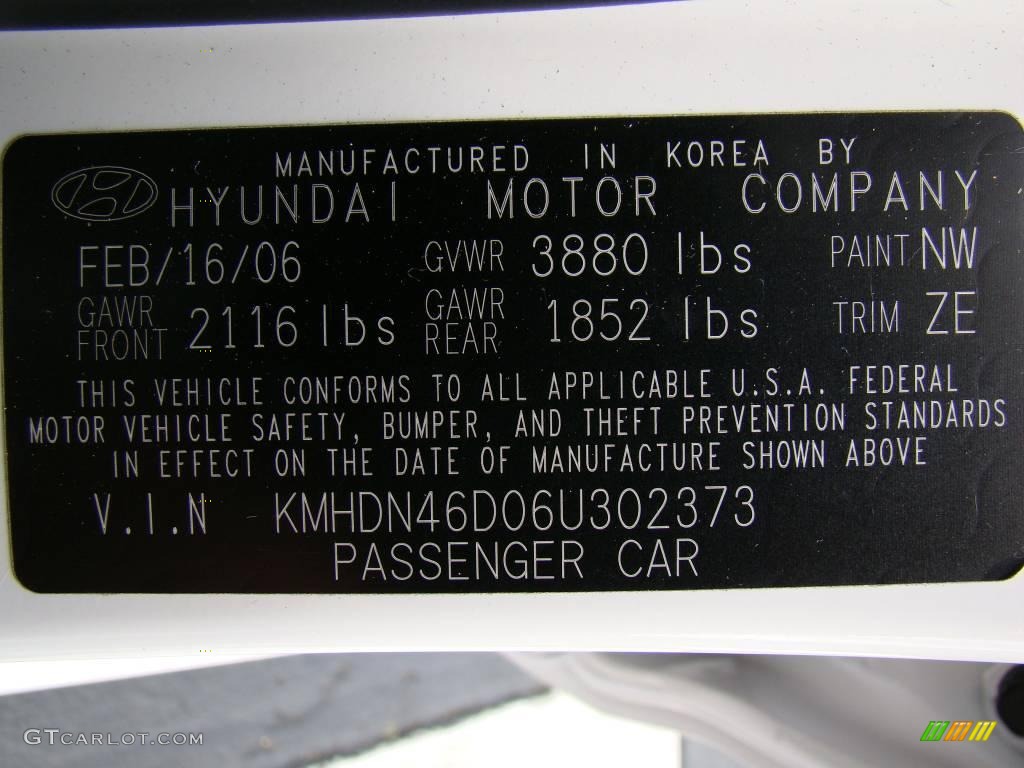 MANUFACTURED IN KOREA BY
HYUNDAI MOTOR COMPANY
FEB/16/06 GVWR 3880 lbs PAINT NW
GAWR FRONT 2116 lbs GAWR REAR 1852 lbs TRIM ZE
THIS VEHICLE CONFORMS TO ALL APPLICABLE U.S.A. FEDERAL
MOTOR VEHICLE SAFETY, BUMPER, AND THEFT PREVENTION STANDARDS
IN EFFECT ON THE DATE OF MANUFACTURE SHOWN ABOVE
V.I.N KMHDN46D06U302373
PASSENGER CAR
GTCARLOT.COM